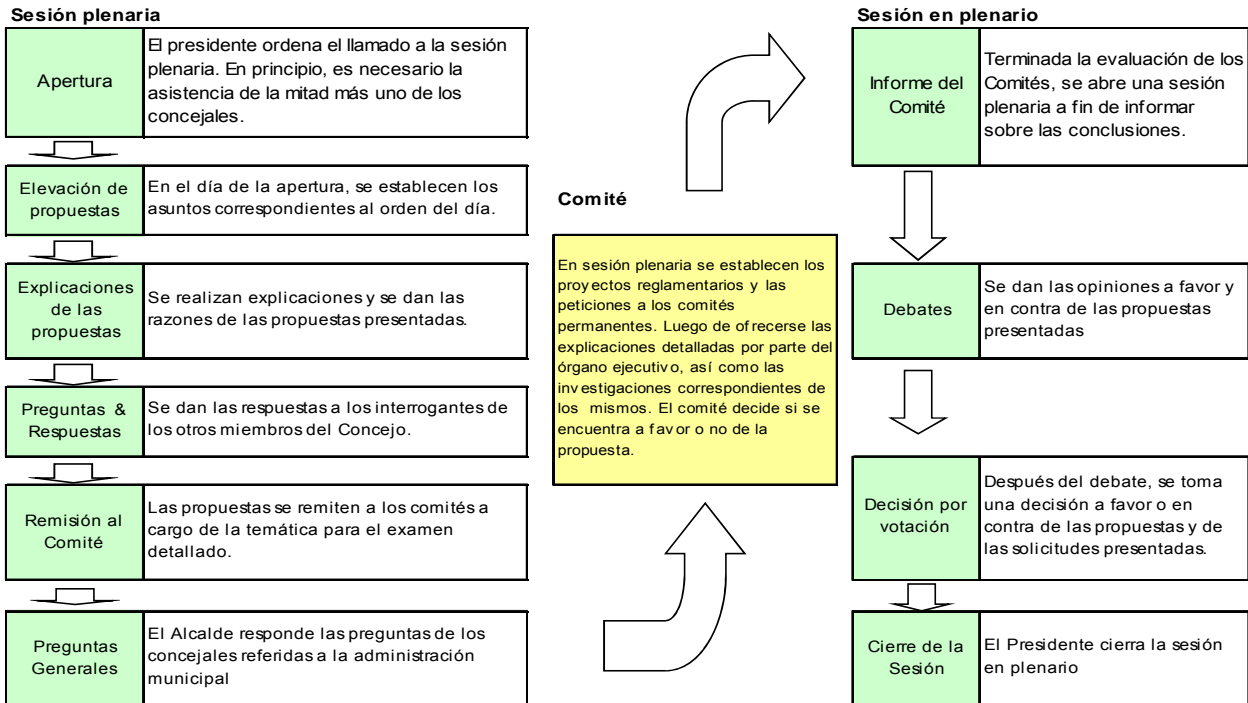 Sesión plenaria
Apertura
El presidente ordena el llamado a la sesión
plenaria. En principio, es necesario la
asistencia de la mitad más uno de los
concejales.
Elevación de
propuestas
En el día de la apertura, se establecen los
asuntos correspondientes al orden del día.
Explicaciones
de las
propuestas
Se realizan explicaciones y se dan las
razones de las propuestas presentadas.
Preguntas &
Respuestas
Se dan las respuestas a los interrogantes de
los otros miembros del Concejo.
Remisión al
Comité
Las propuestas se remiten a los comités a
cargo de la temática para el examen
detallado.
Preguntas
Generales
El Alcalde responde las preguntas de los
concejales referidas a la administración
municipal
Comité
En sesión plenaria se establecen los
proyectos reglamentarios y las
peticiones a los comités
permanentes. Luego de ofrecerse las
explicaciones detalladas por parte del
órgano ejecutivo, así como las
investigaciones correspondientes de
los mismos. El comité decide si se
encuentra a favor o no de la
propuesta.
Sesión en plenario
Informe del
Comité
Terminada la evaluación de los
Comités, se abre una sesión
plenaria a fin de informar
sobre las conclusiones.
Debates
Se dan las opiniones a favor y
en contra de las propuestas
presentadas
Decisión por
votación
Después del debate, se toma
una decisión a favor o en
contra de las propuestas y de
las solicitudes presentadas.
Cierre de la
Sesión
El Presidente cierra la sesión
en plenario